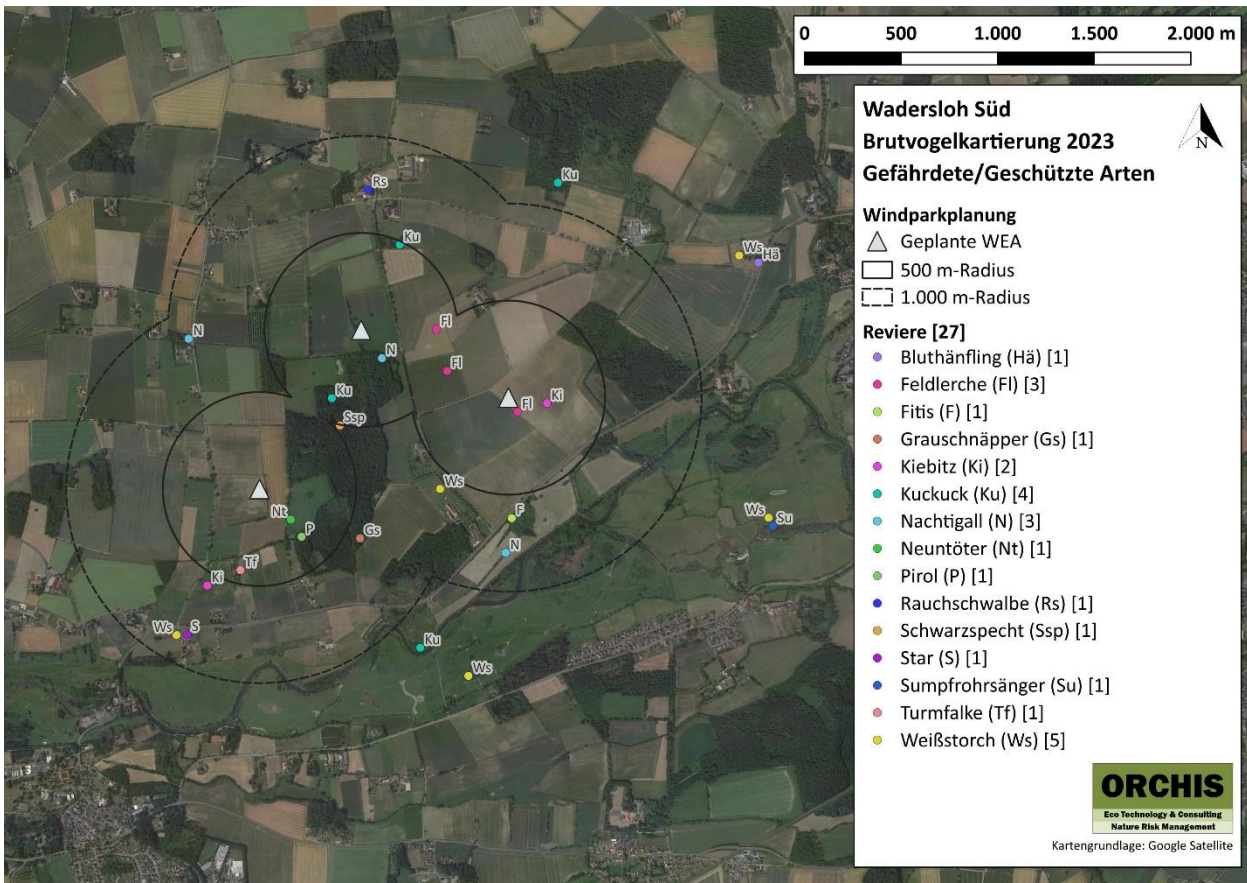 0 500 1.000 1.500 2.000 m
Wadersloh Süd
Brutvogelkartierung 2023
Gefährdete/Geschützte Arten
N
Windparkplanung
Geplante WEA
500 m-Radius
1.000 m-Radius
Reviere [27]
Bluthänfling (Hä) [1]
Feldlerche (Fl) [3]
Fitis (F) [1]
Grauschnäpper (Gs) [1]
Kiebitz (Ki) [2]
Kuckuck (Ku) [4]
Nachtigall (N) [3]
Neuntöter (Nt) [1]
Pirol (P) [1]
Rauchschwalbe (Rs) [1]
Schwarzspecht (Ssp) [1]
Star (S) [1]
Sumpfrohrsänger (Su) [1]
Turmfalke (Tf) [1]
Weißstorch (Ws) [5]
ORCHIS
Eco Technology & Consulting
Nature Risk Management
Kartengrundlage: Google Satellite
Rs
Ku
Ku
Ws
Hä
Fl
N
N
Fl
Ku
Fl
Ki
Ssp
Ws
Nt
F
Ws
Su
P
Gs
N
Tf
Ki
Ws
S
Ku
Ws